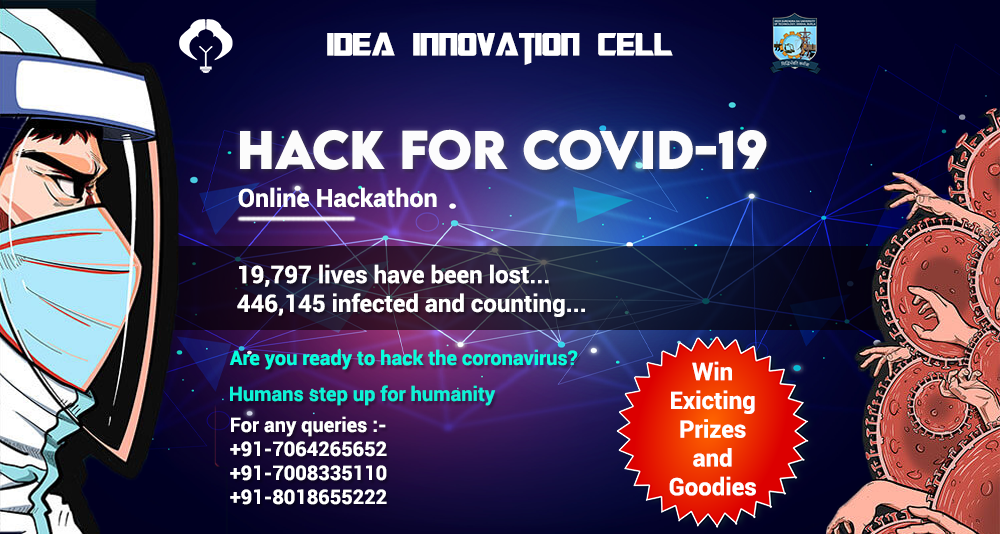 IDEA INNOVATION CELL
HACK FOR COVID-19
Online Hackathon
19,797 lives have been lost...
446,145 infected and counting...
Are you ready to hack the coronavirus?
Humans step up for humanity
For any queries :-
+91-7064265652
+91-7008335110
+91-8018655222
Win
Exicting
Prizes
and
Goodies